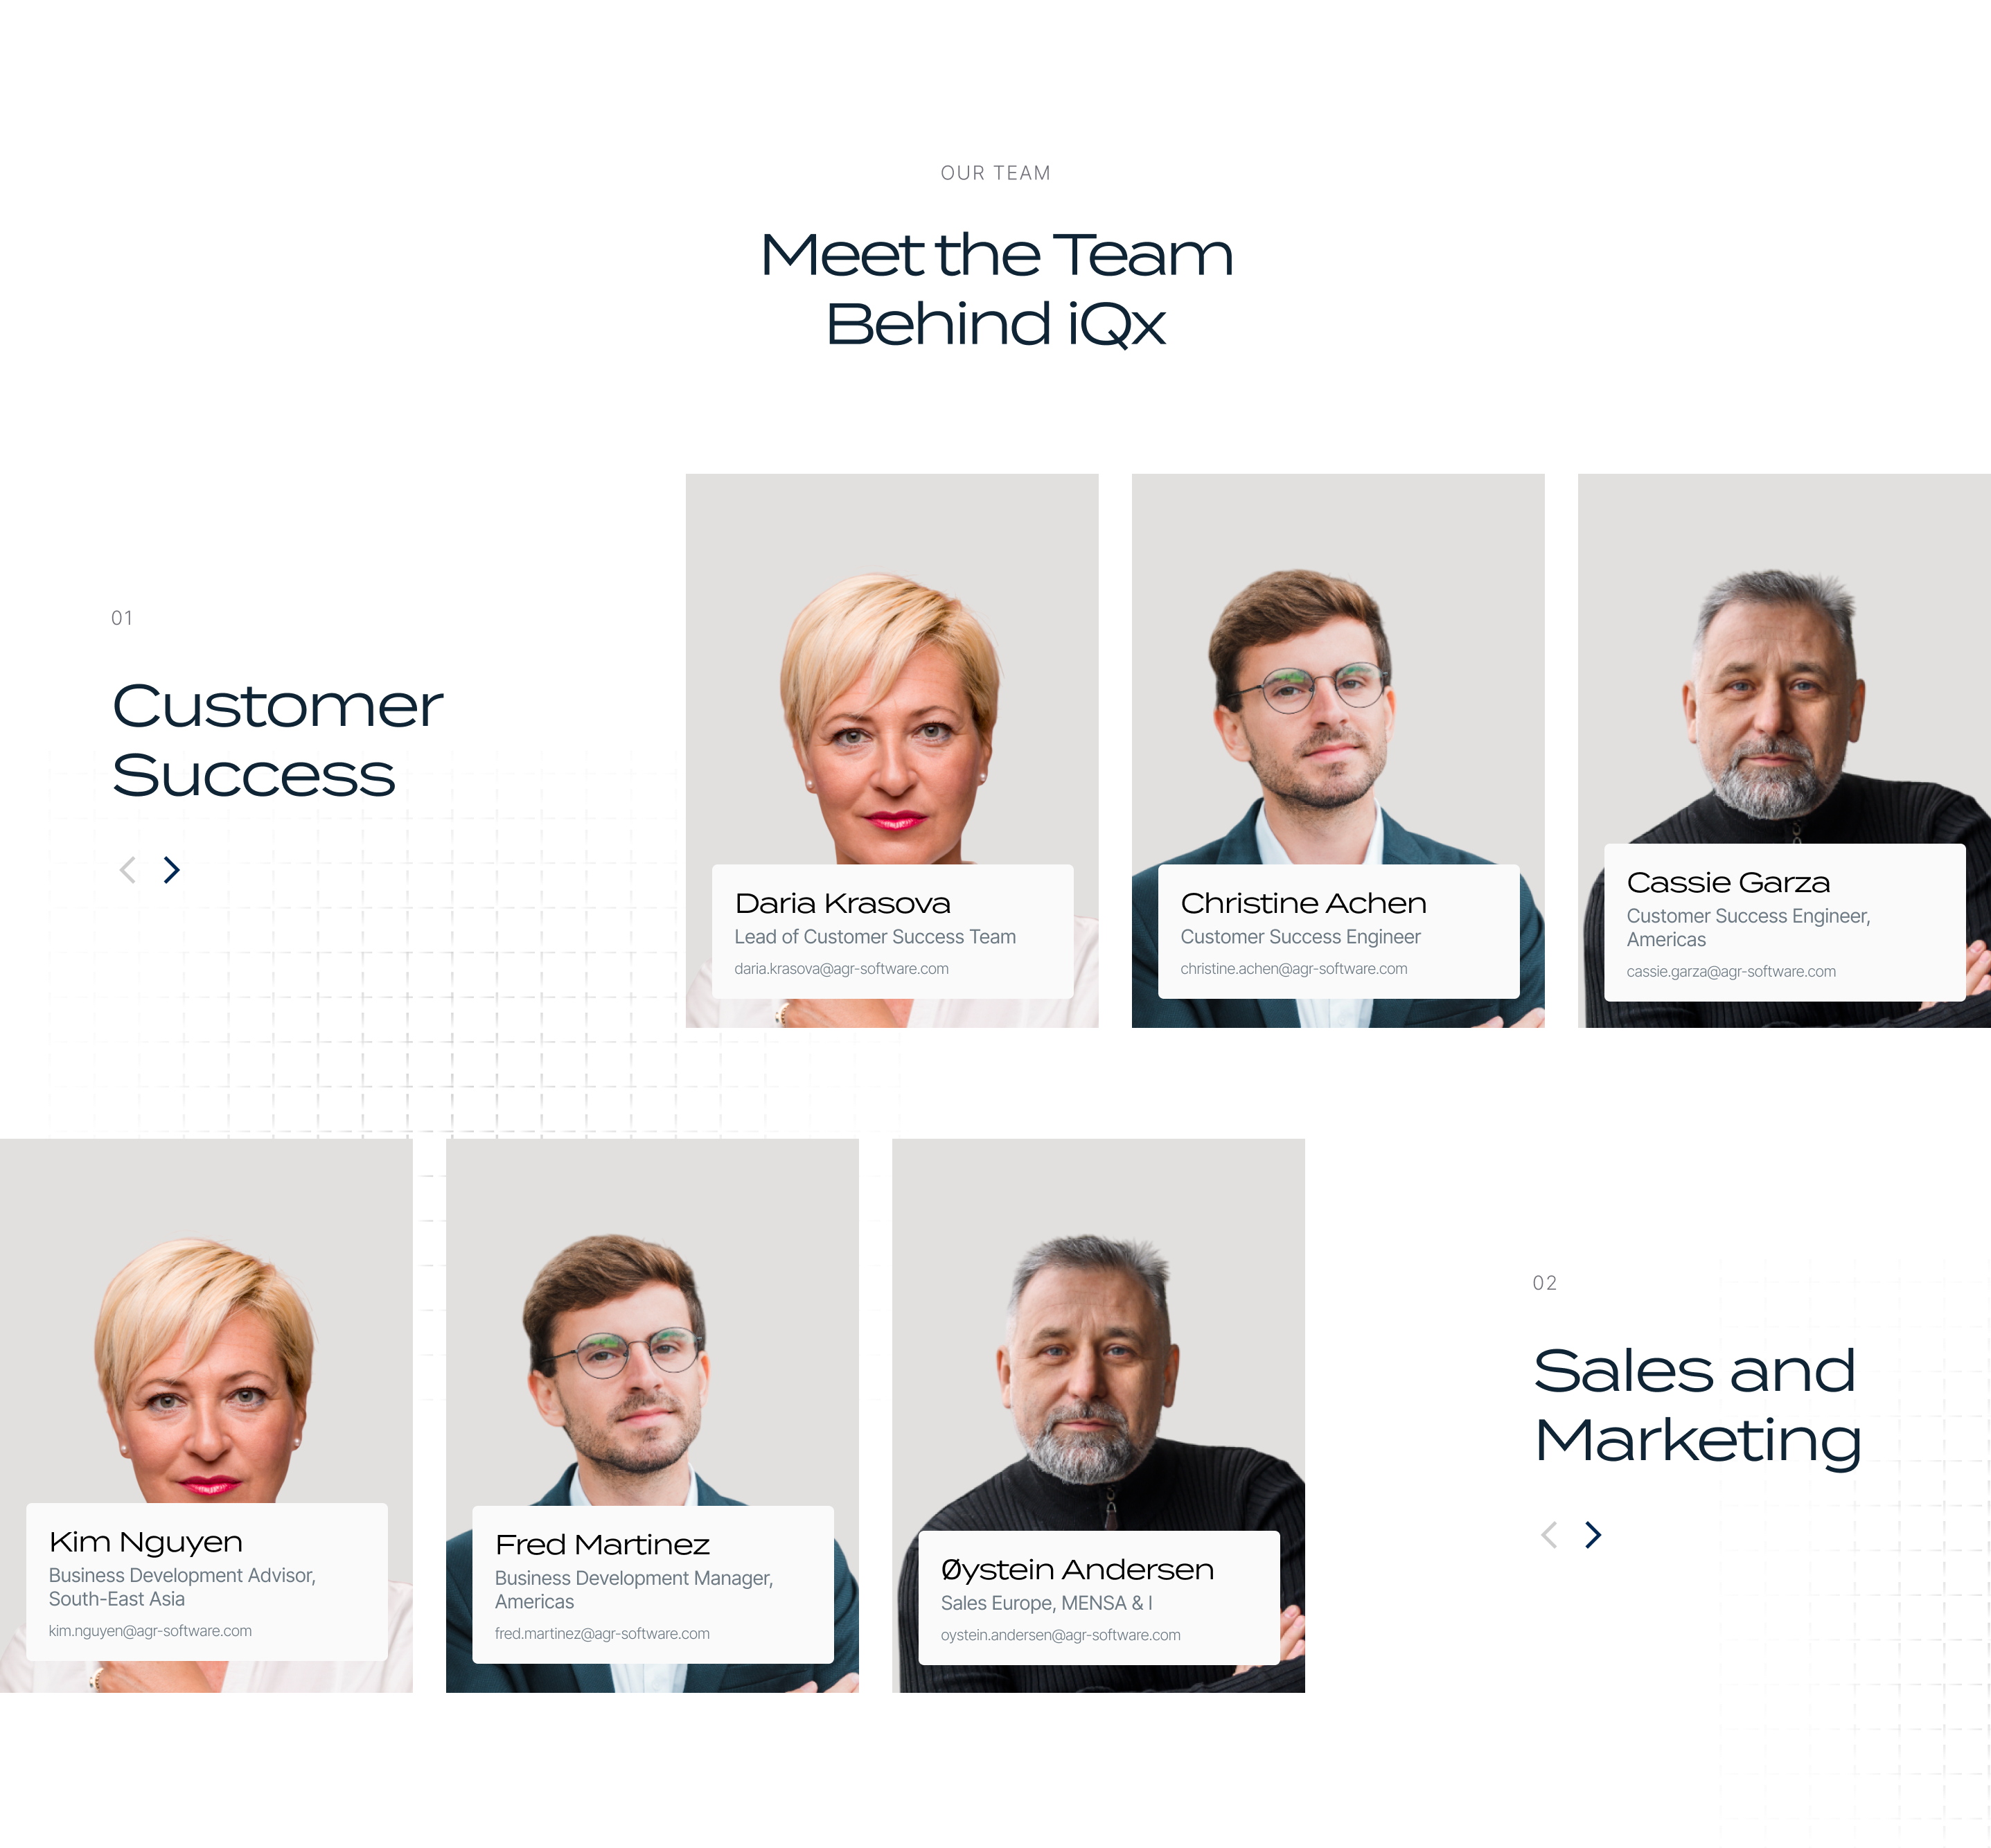 OUR TEAM
Meet the Team
Behind iQx
01
Customer
Success
Daria Krasova
Lead of Customer Success Team
daria.krasova@agr-software.com
Christine Achen
Customer Success Engineer
christine.achen@agr-software.com
Cassie Garza
Customer Success Engineer,
Americas
cassie.garza@agr-software.com
Kim Nguyen
Business Development Advisor,
South-East Asia
kim.nguyen@agr-software.com
Fred Martinez
Business Development Manager,
Americas
fred.martinez@agr-software.com
Øystein Andersen
Sales Europe, MENSA & I
oystein.andersen@agr-software.com
02
Sales and
Marketing